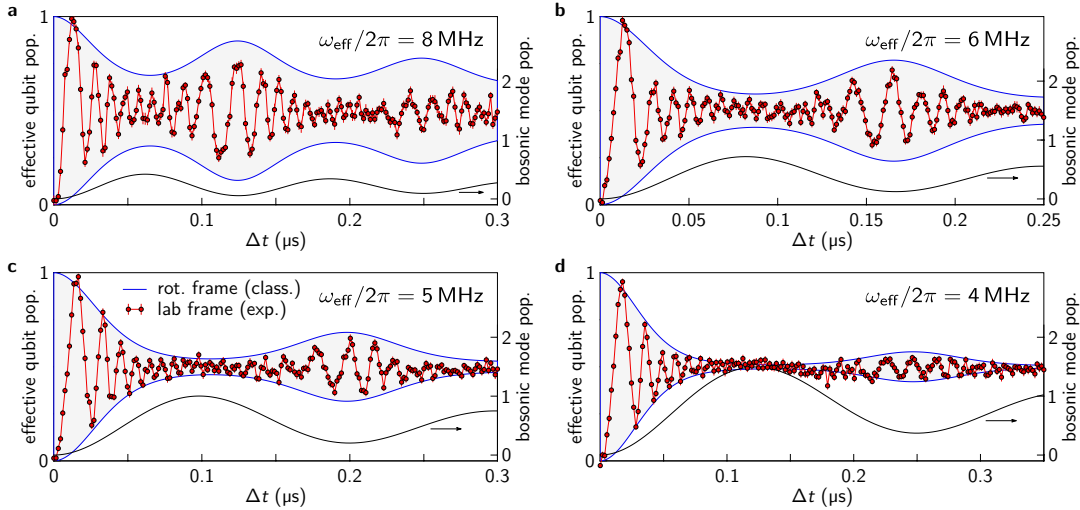 a
ω_eff/2π = 8 MHz
effective qubit pop.
1
0
bosonic mode pop.
2
1
0
0
0.1
0.2
0.3
Δt (μs)
b
ω_eff/2π = 6 MHz
effective qubit pop.
1
0
bosonic mode pop.
2
1
0
0
0.05
0.1
0.15
0.2
0.25
Δt (μs)
c
rot. frame (class.)
lab frame (exp.)
ω_eff/2π = 5 MHz
effective qubit pop.
1
0
bosonic mode pop.
2
1
0
0
0.1
0.2
0.3
Δt (μs)
d
ω_eff/2π = 4 MHz
effective qubit pop.
1
0
bosonic mode pop.
2
1
0
0
0.1
0.2
0.3
Δt (μs)